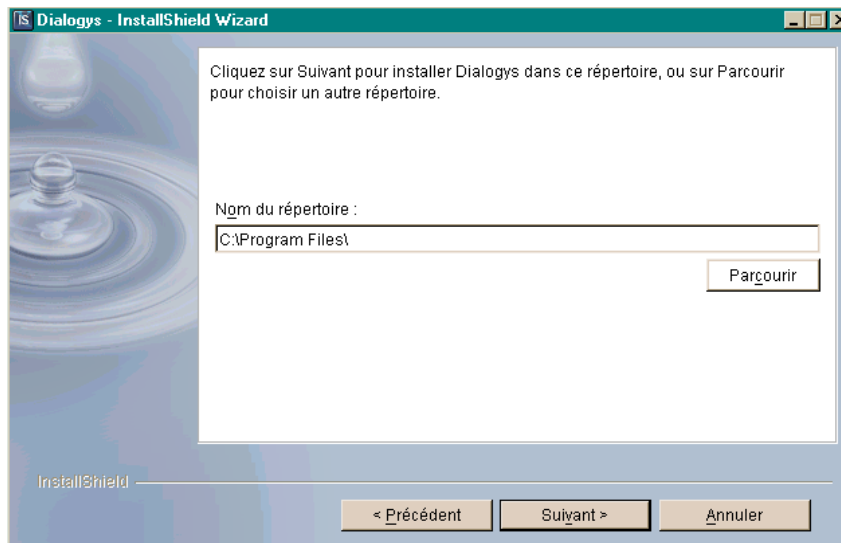 Dialogys - InstallShield Wizard
Cliquez sur Suivant pour installer Dialogys dans ce répertoire, ou sur Parcourir
pour choisir un autre répertoire.
Nom du répertoire :
C:\Program Files\
Parcourir
InstallShield
< Précédent
Suivant >
Annuler